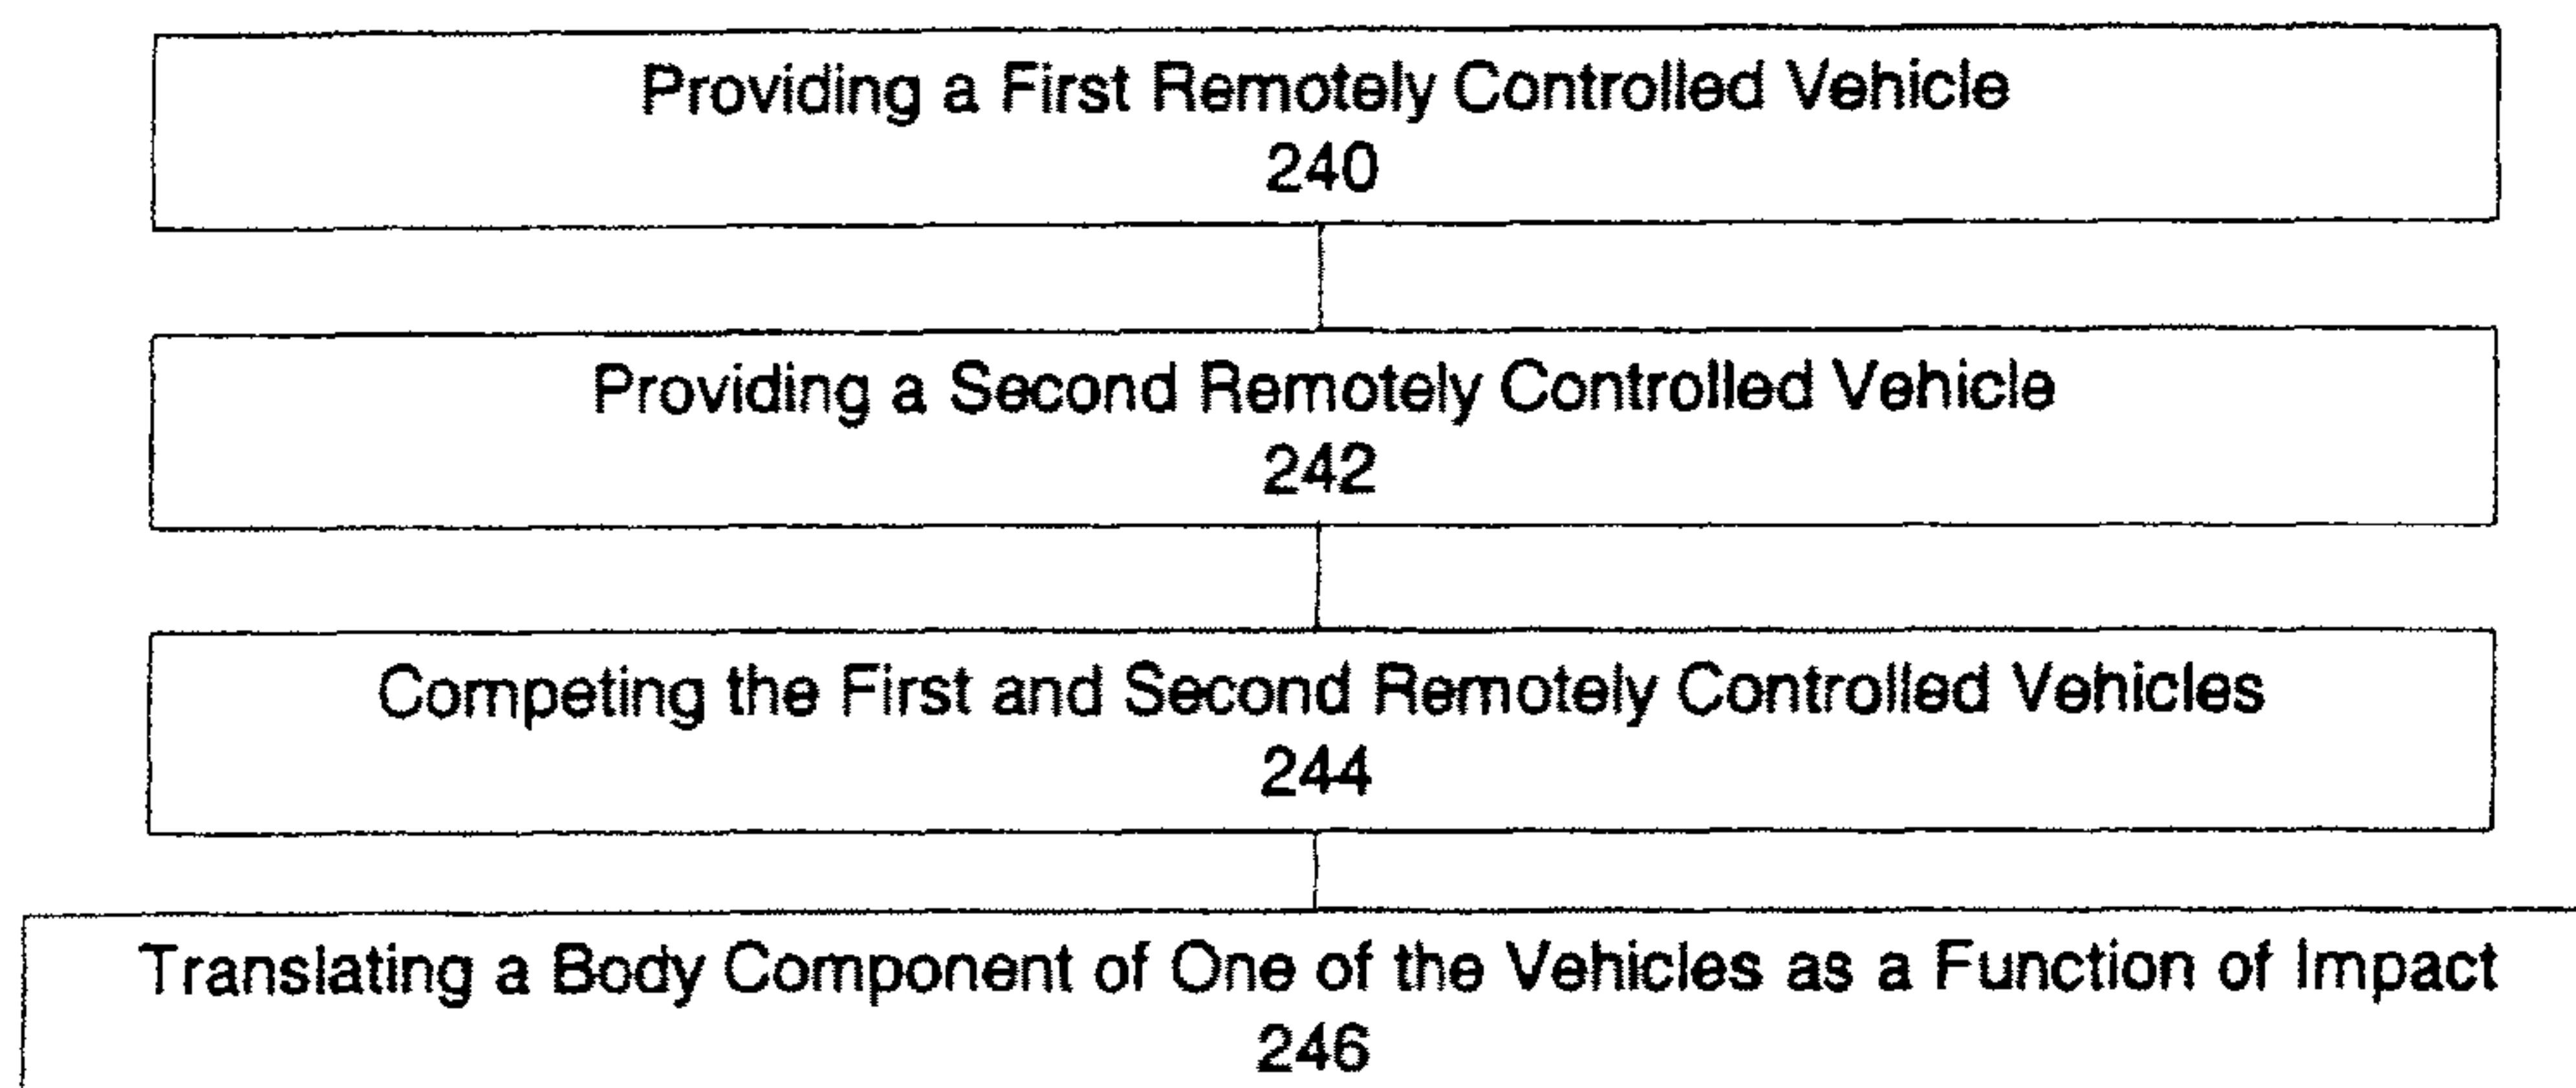 Providing a First Remotely Controlled Vehicle
240
Providing a Second Remotely Controlled Vehicle
242
Competing the First and Second Remotely Controlled Vehicles
244
Translating a Body Component of One of the Vehicles as a Function of Impact
246